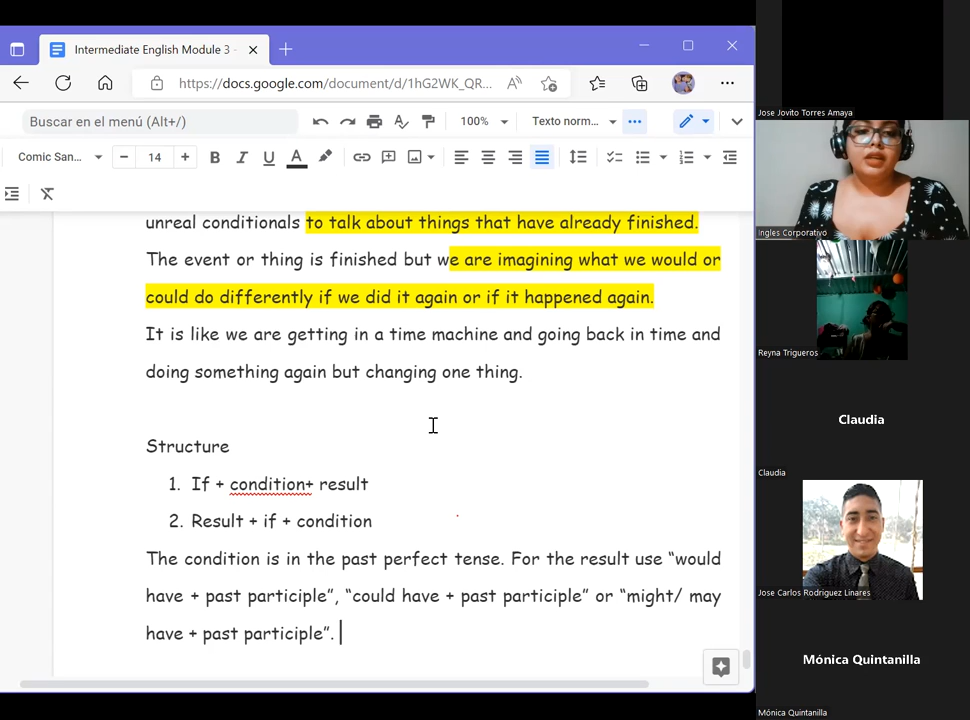 Intermediate English Module 3 -
https://docs.google.com/document/d/1hG2WK_QR...
Buscar en el menú (Alt+/)
100%
Texto norm...
Comic San...
14
B I U A
unreal conditionals to talk about things that have already finished.
The event or thing is finished but we are imagining what we would or
could do differently if we did it again or if it happened again.
It is like we are getting in a time machine and going back in time and
doing something again but changing one thing.
Structure
1. If + condition+ result
2. Result + if + condition
The condition is in the past perfect tense. For the result use “would
have + past participle”, “could have + past participle” or “might/ may
have + past participle”.
Jose Jovito Torres Amaya
Ingles Corporativo
Reyna Trigueros
Claudia
Claudia
Jose Carlos Rodriguez Linares
Mónica Quintanilla
Mónica Quintanilla